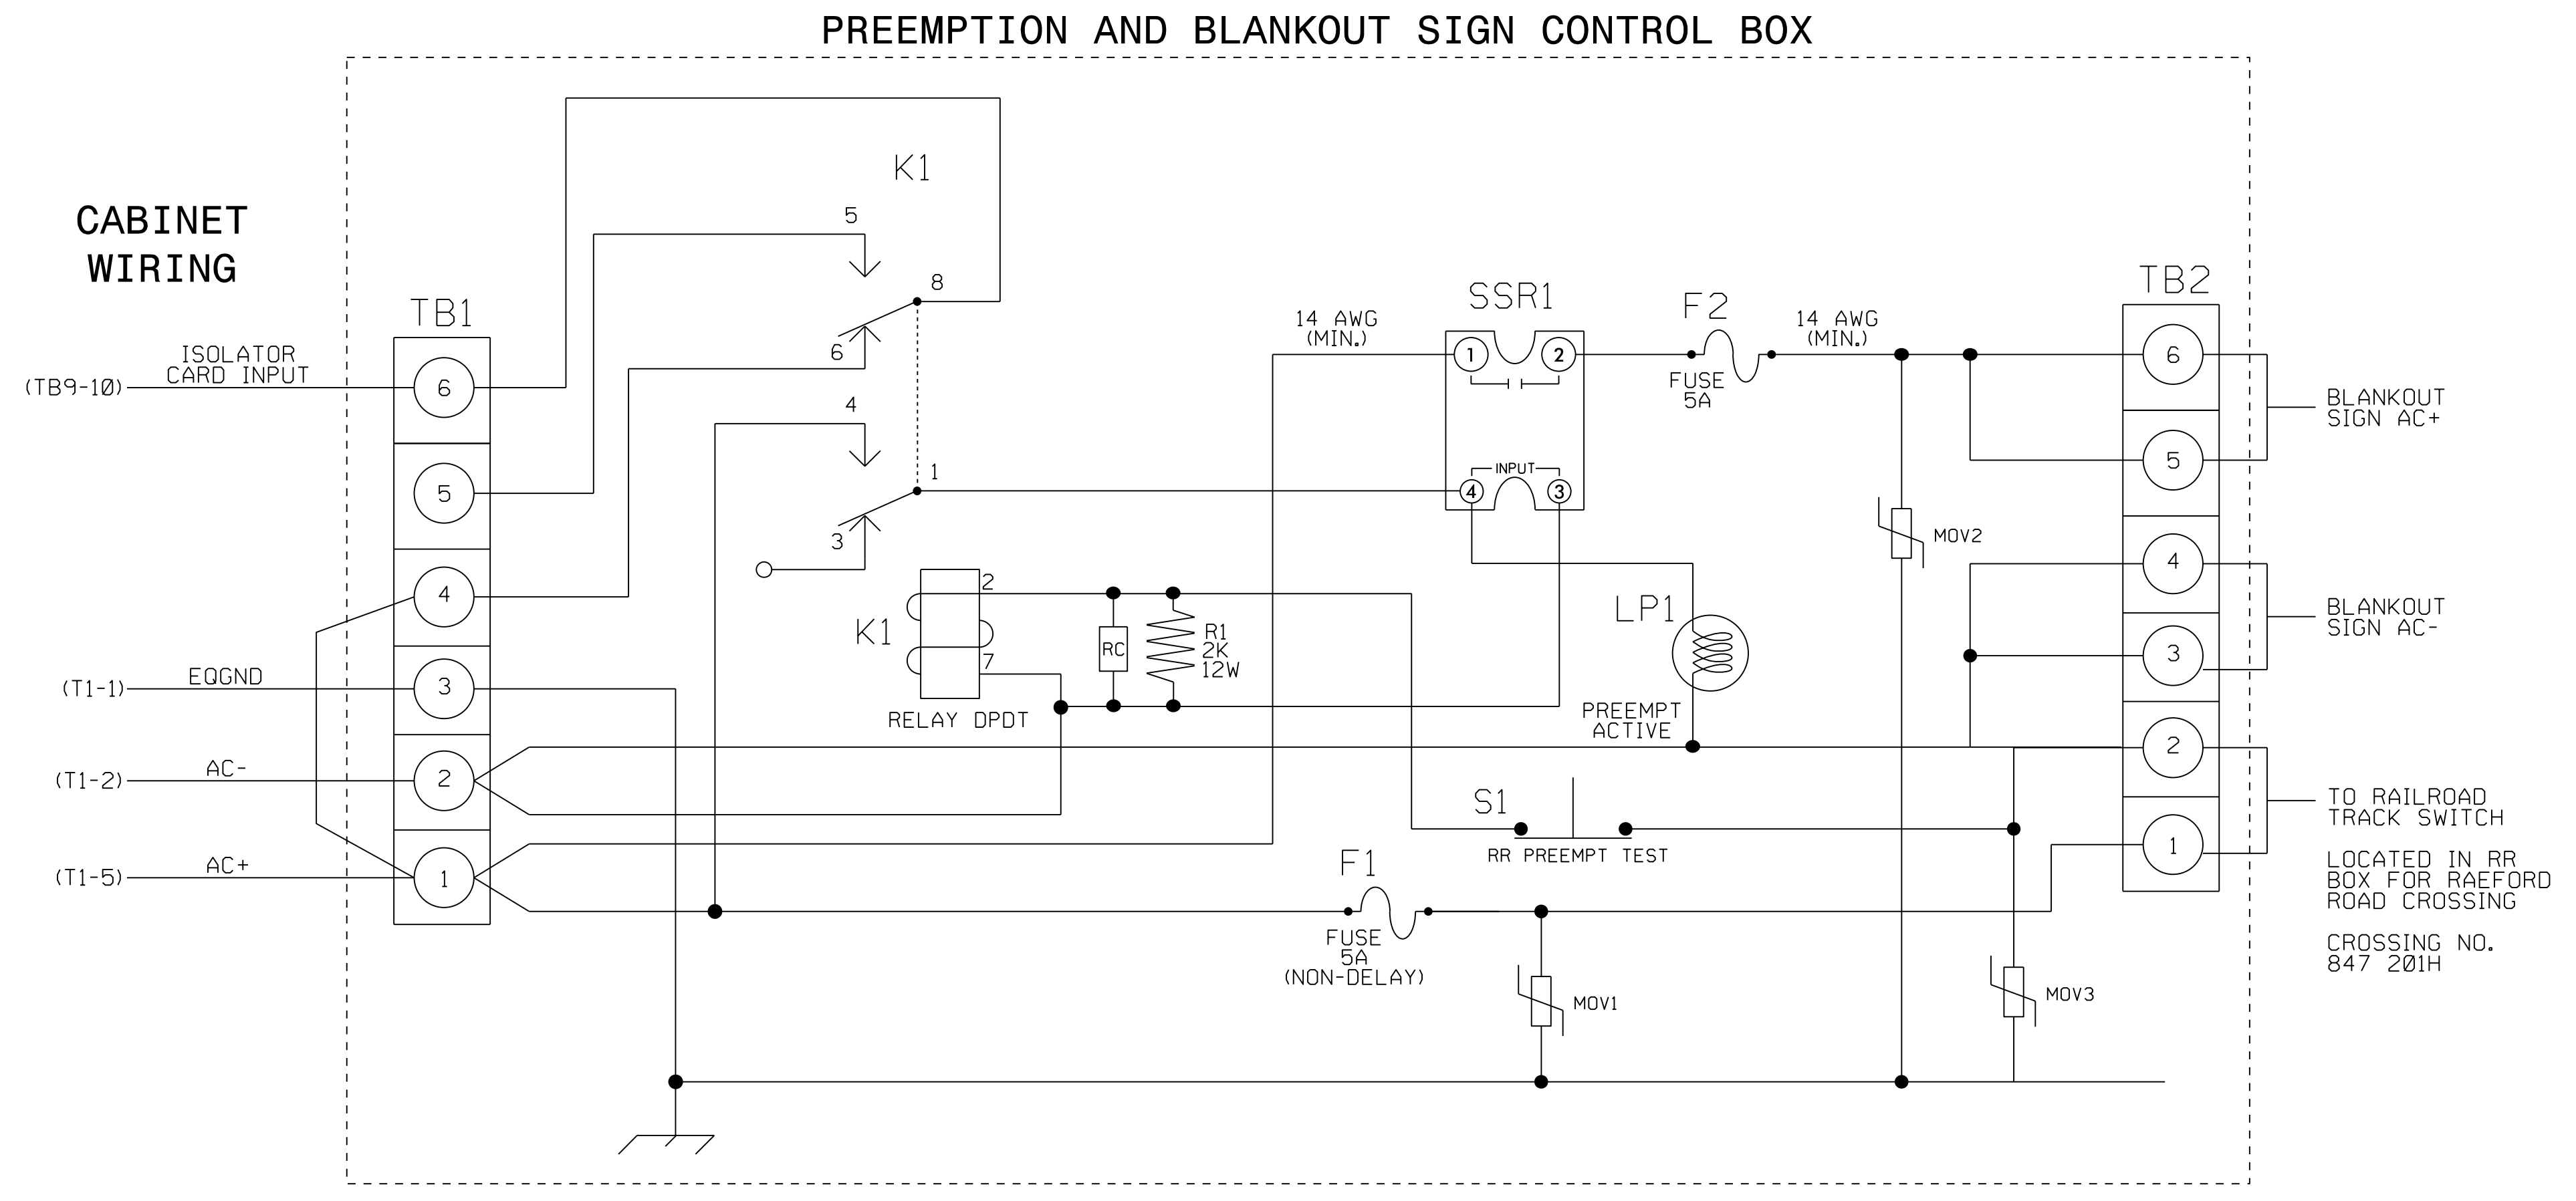 PREEMPTION AND BLANKOUT SIGN CONTROL BOX
CABINET
WIRING
K1
5
8
6
4
1
3
TB1
ISOLATOR
CARD INPUT
(TB9-10)
6
5
4
EQGND
(T1-1)
3
AC-
(T1-2)
2
AC+
(T1-5)
1
K1
2
7
RELAY DPDT
RC
R1
2K
12W
14 AWG
(MIN.)
SSR1
1
2
INPUT
4
3
F2
FUSE
5A
14 AWG
(MIN.)
MOV2
LP1
PREEMPT
ACTIVE
S1
RR PREEMPT TEST
F1
FUSE
5A
(NON-DELAY)
MOV1
MOV3
TB2
6
5
4
3
2
1
BLANKOUT
SIGN AC+
BLANKOUT
SIGN AC-
TO RAILROAD
TRACK SWITCH
LOCATED IN RR
BOX FOR RAEFORD
ROAD CROSSING
CROSSING NO.
847 201H